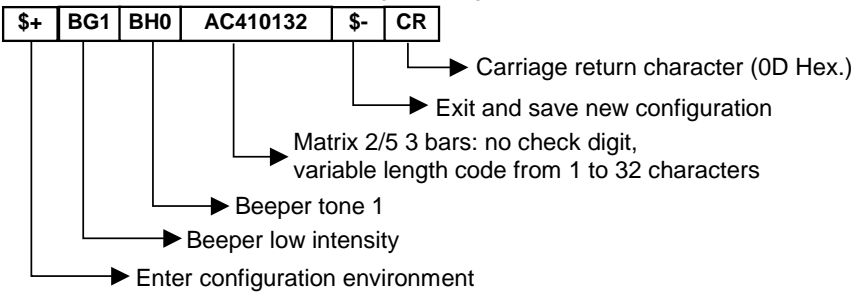 $+ BG1 BH0 AC410132 $- CR
Carriage return character (0D Hex.)
Exit and save new configuration
Matrix 2/5 3 bars: no check digit,
variable length code from 1 to 32 characters
Beeper tone 1
Beeper low intensity
Enter configuration environment